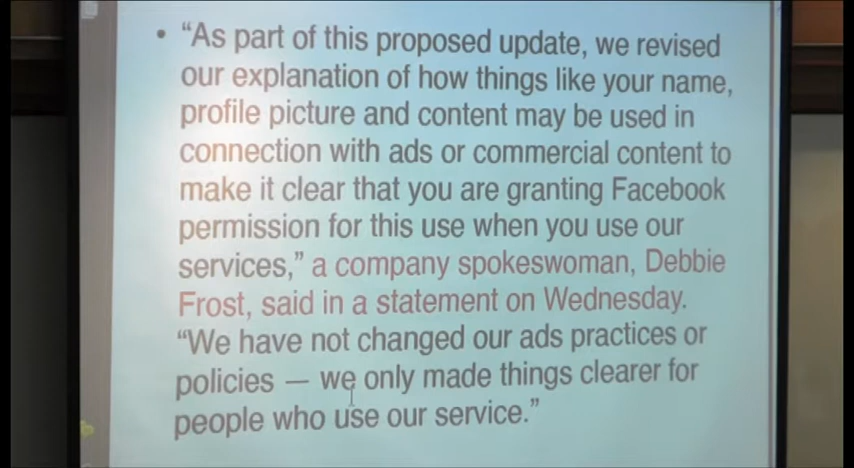 • “As part of this proposed update, we revised
our explanation of how things like your name,
profile picture and content may be used in
connection with ads or commercial content to
make it clear that you are granting Facebook
permission for this use when you use our
services,” a company spokeswoman, Debbie
Frost, said in a statement on Wednesday.
“We have not changed our ads practices or
policies — we only made things clearer for
people who use our service.”